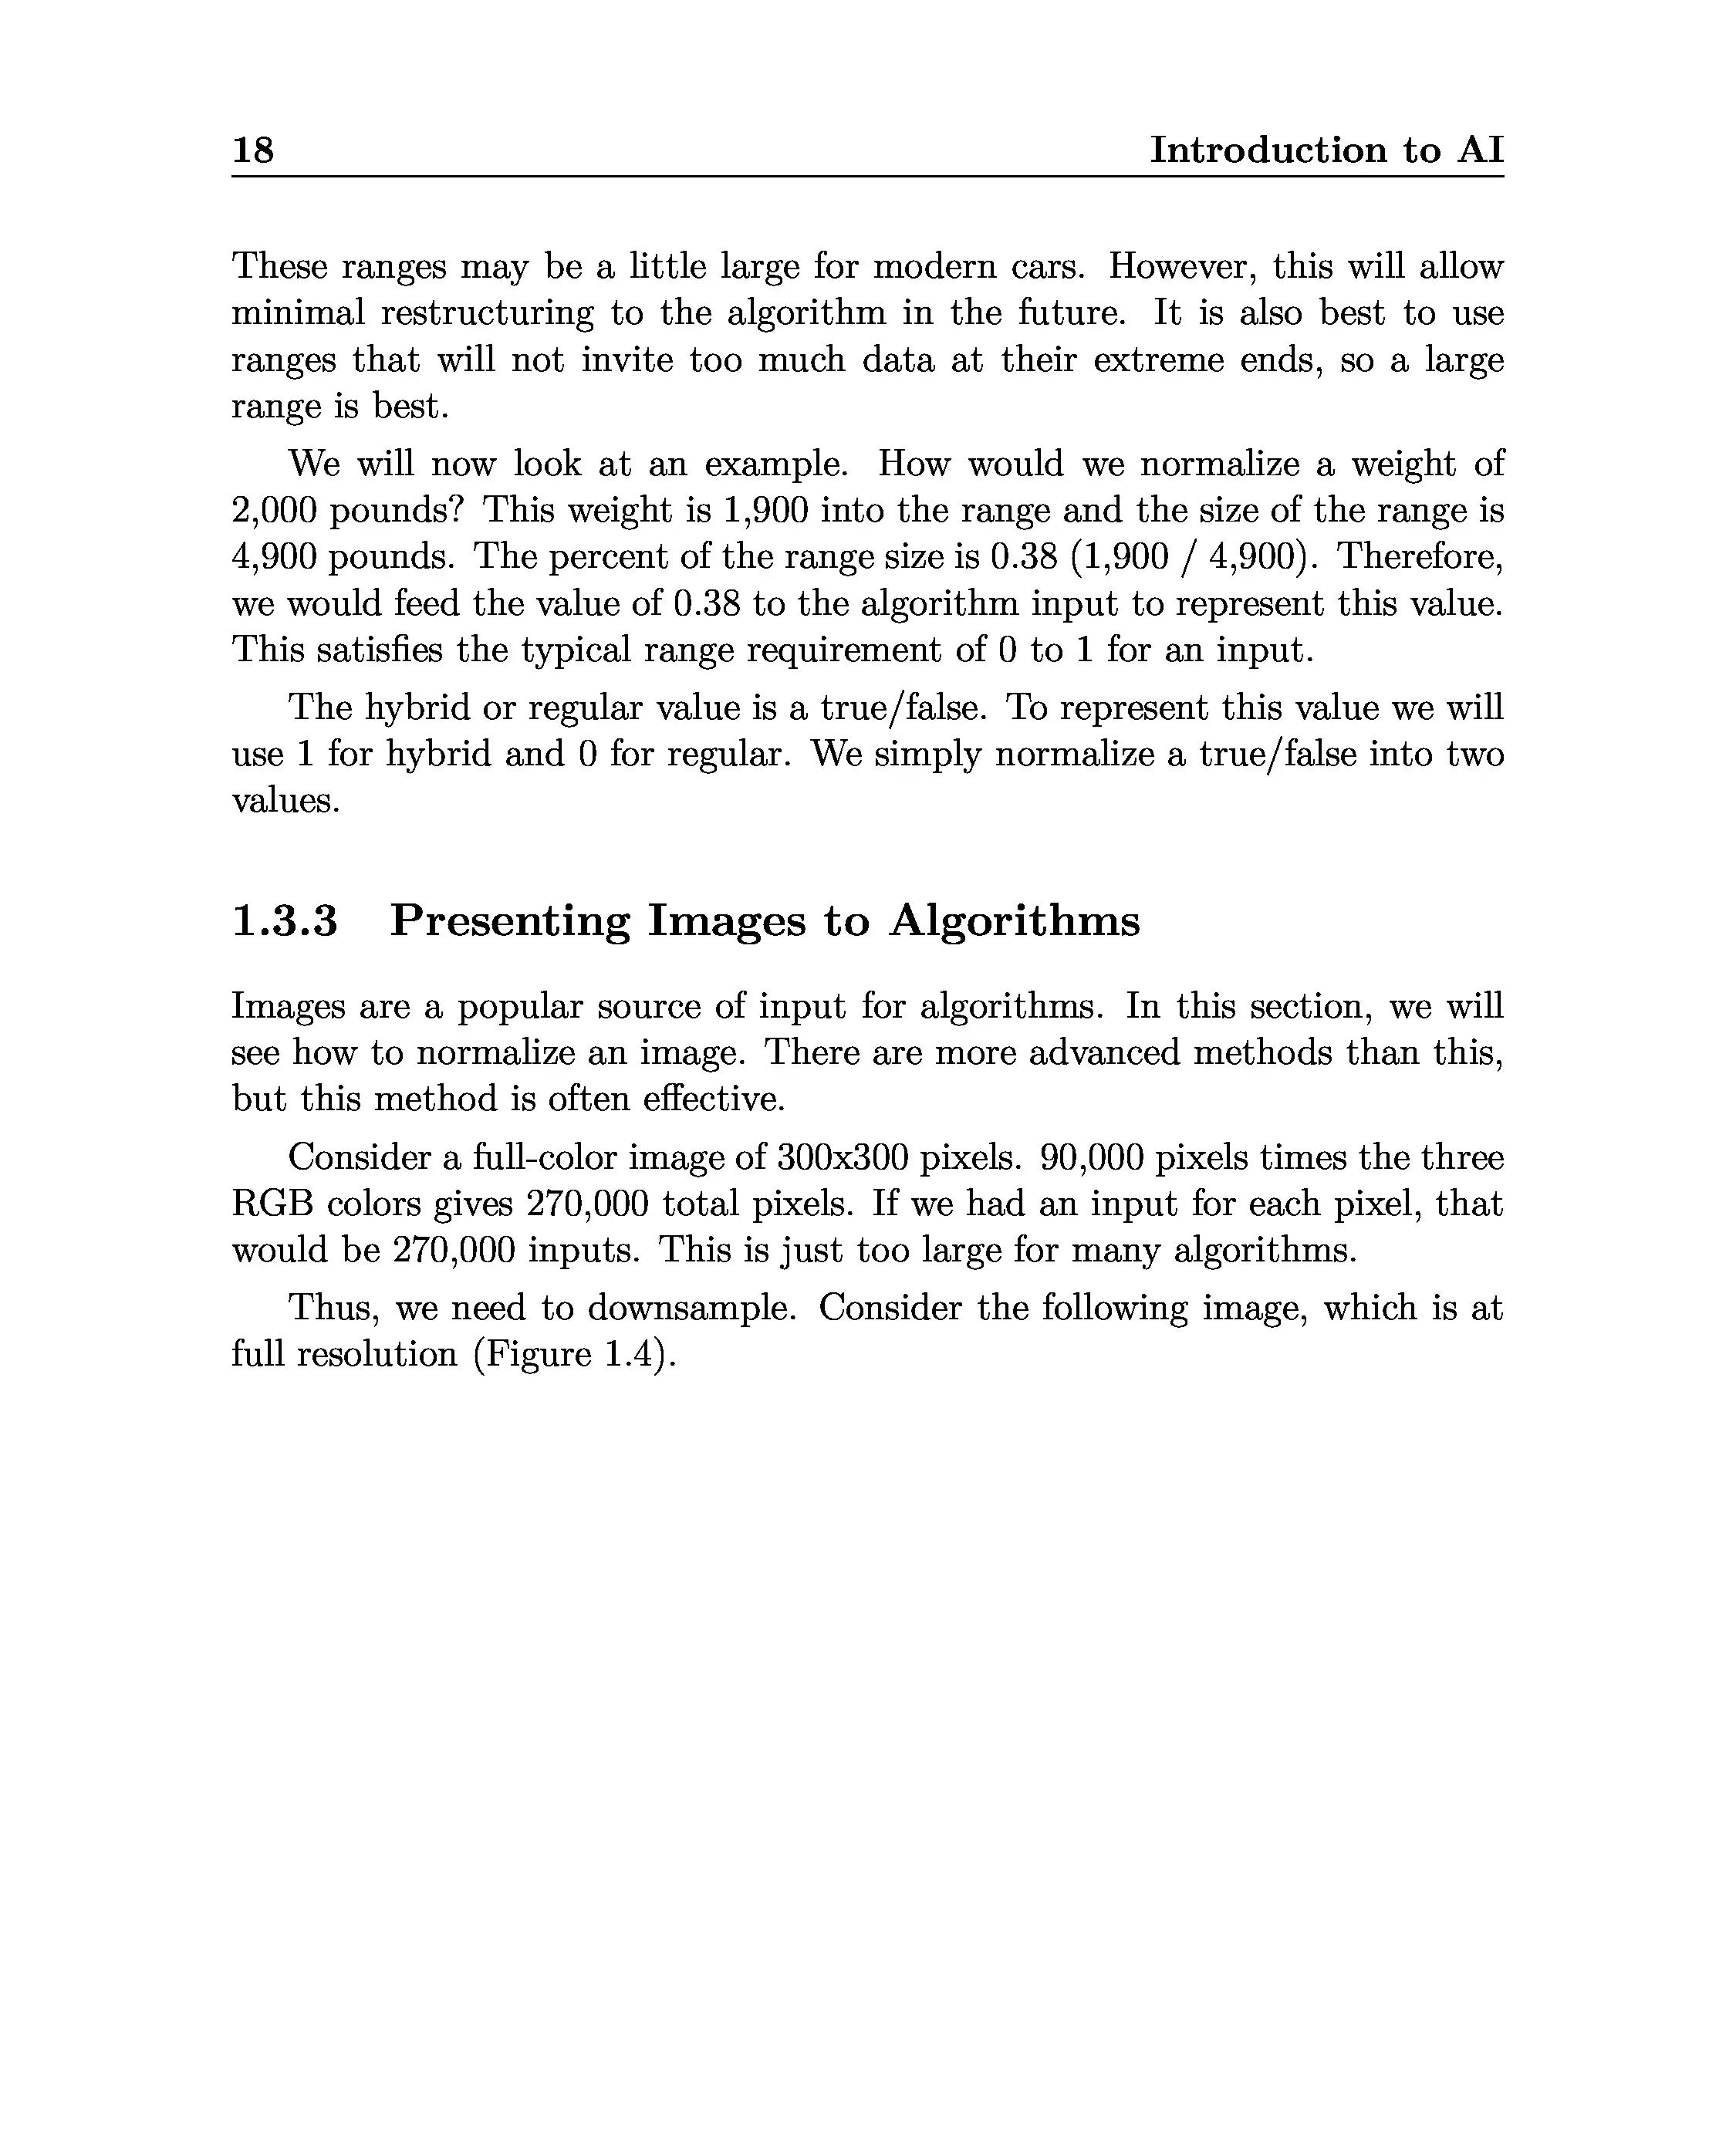 18 Introduction to AI
These ranges may be a little large for modern cars. However, this will allow
minimal restructuring to the algorithm in the future. It is also best to use
ranges that will not invite too much data at their extreme ends, so a large
range is best.
We will now look at an example. How would we normalize a weight of
2,000 pounds? This weight is 1,900 into the range and the size of the range is
4,900 pounds. The percent of the range size is 0.38 (1,900 / 4,900). Therefore,
we would feed the value of 0.38 to the algorithm input to represent this value.
This satisfies the typical range requirement of 0 to 1 for an input.
The hybrid or regular value is a true/false. To represent this value we will
use 1 for hybrid and 0 for regular. We simply normalize a true/false into two
values.
1.3.3 Presenting Images to Algorithms
Images are a popular source of input for algorithms. In this section, we will
see how to normalize an image. There are more advanced methods than this,
but this method is often effective.
Consider a full-color image of 300x300 pixels. 90,000 pixels times the three
RGB colors gives 270,000 total pixels. If we had an input for each pixel, that
would be 270,000 inputs. This is just too large for many algorithms.
Thus, we need to downsample. Consider the following image, which is at
full resolution (Figure 1.4).